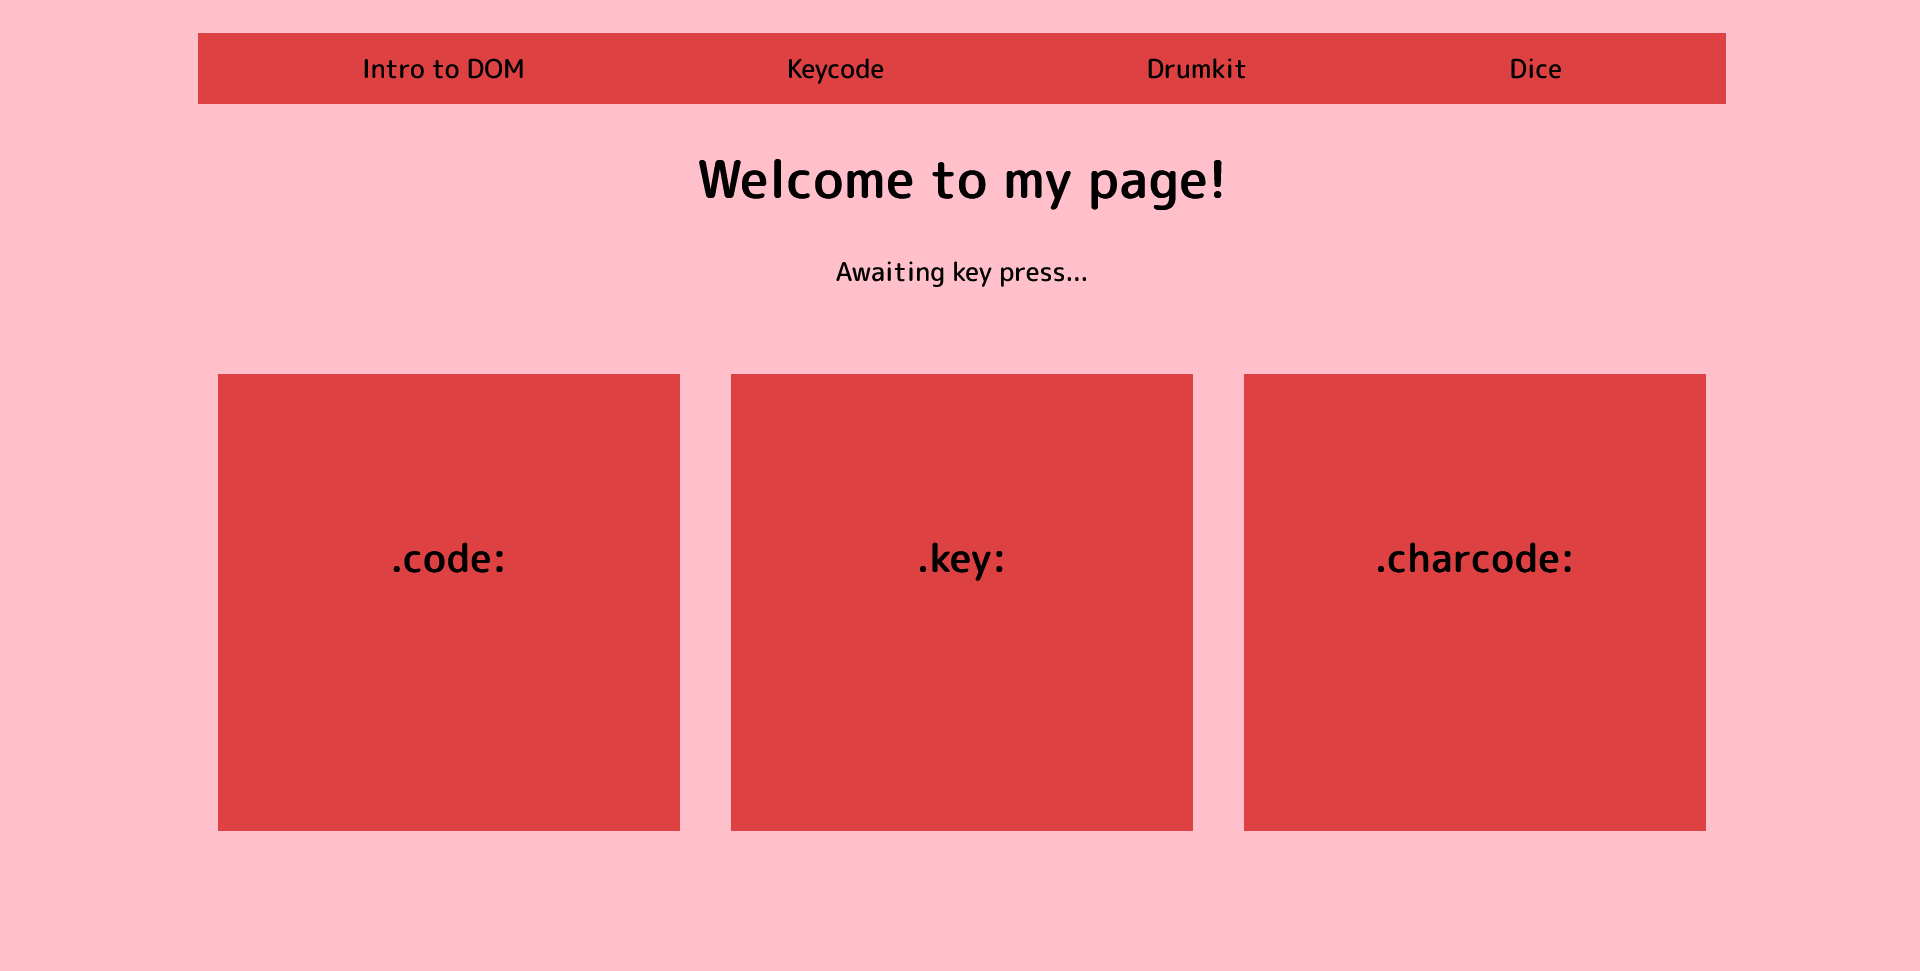 Intro to DOM Keycode Drumkit Dice
Welcome to my page!
Awaiting key press...
.code: .key: .charcode: